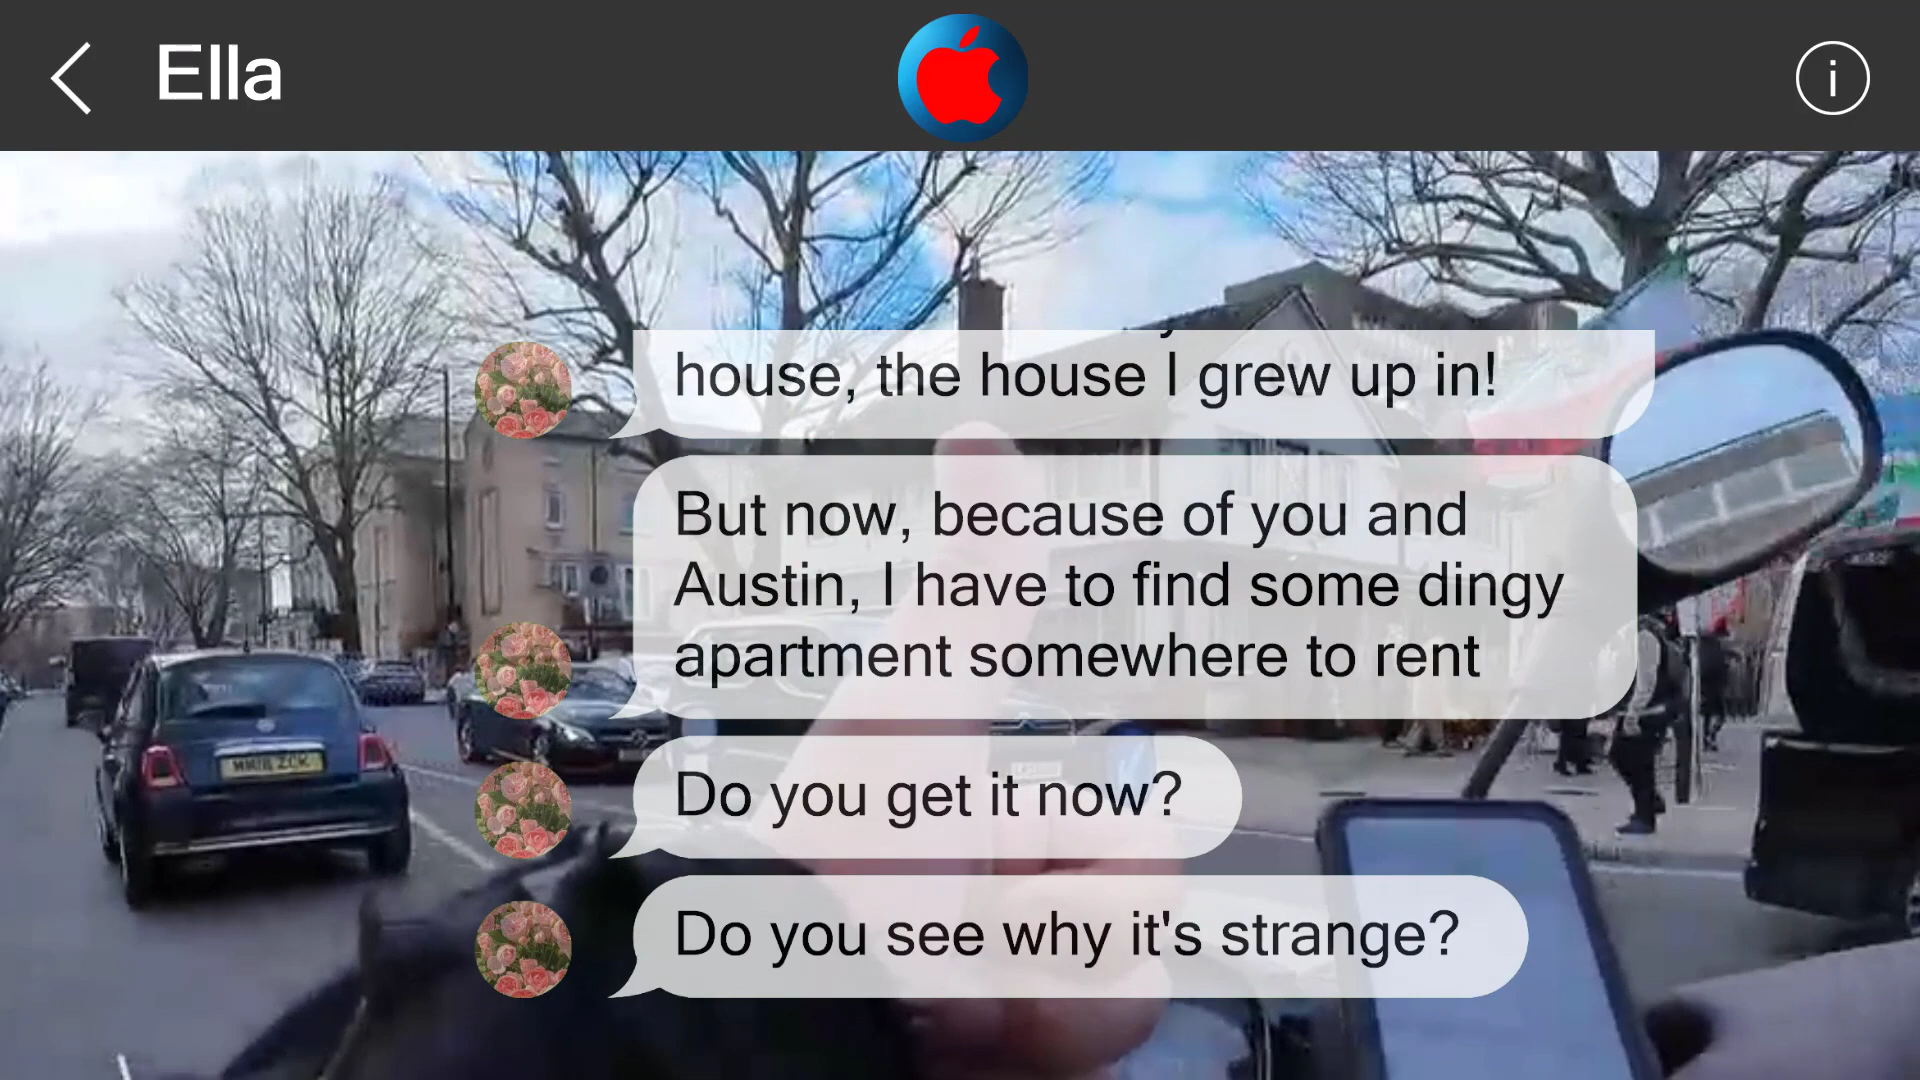 Ella
house, the house I grew up in!
But now, because of you and
Austin, I have to find some dingy
apartment somewhere to rent
Do you get it now?
Do you see why it's strange?